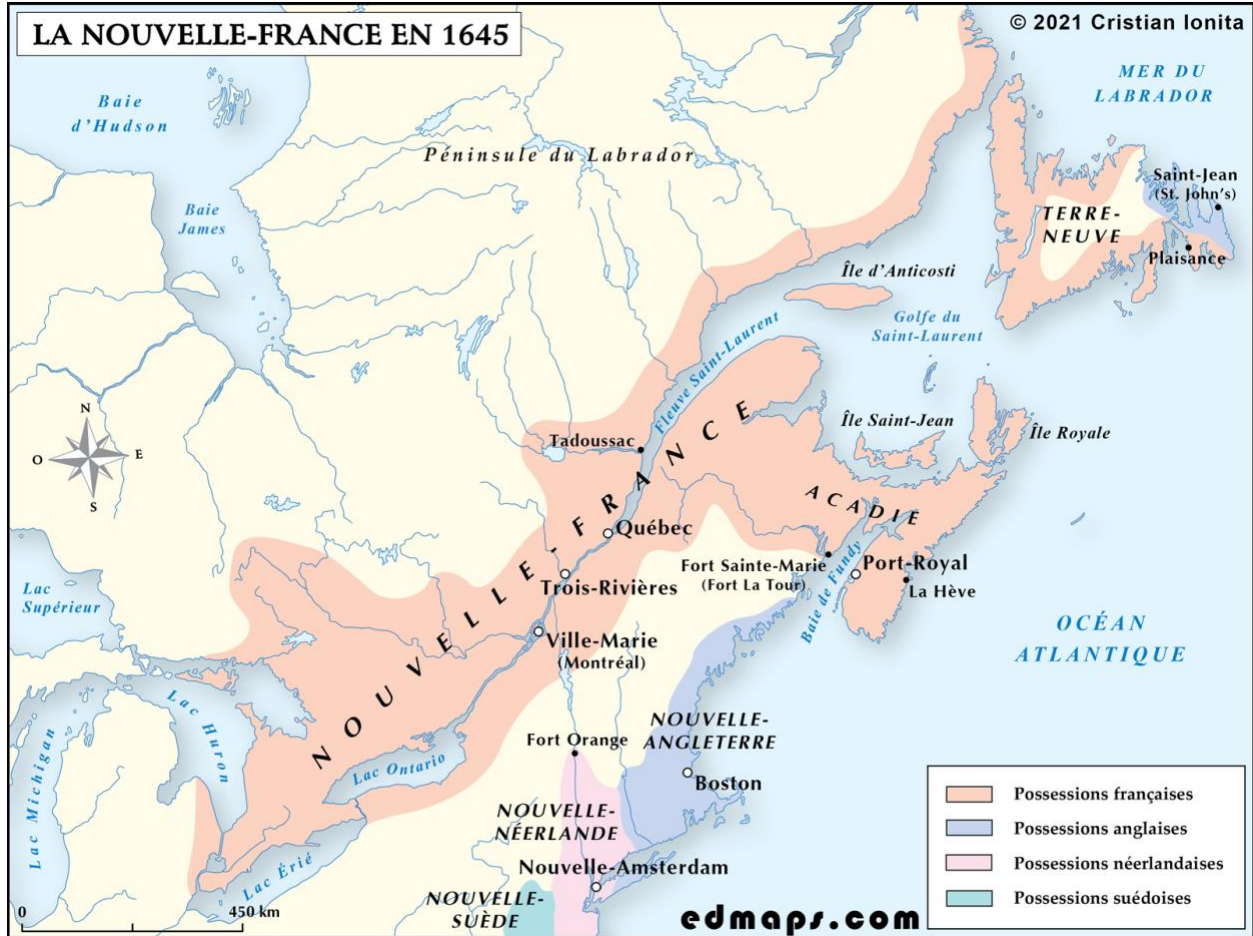 LA NOUVELLE-FRANCE EN 1645
© 2021 Cristian Ionita
MER DU
LABRADOR
Baie
d'Hudson
Péninsule du Labrador
Saint-Jean
(St. John's)
Baie
James
TERRE-
NEUVE
Plaisance
Île d'Anticosti
Golfe du
Saint-Laurent
Fleuve Saint-Laurent
N
O
E
S
Île Saint-Jean
Île Royale
Tadoussac
NOUVELLE-FRANCE
ACADIE
Québec
Fort Sainte-Marie
(Fort La Tour)
Port-Royal
La Hève
Baie de Fundy
Trois-Rivières
Lac
Supérieur
Ville-Marie
(Montréal)
OCÉAN
ATLANTIQUE
Lac Huron
Lac Michigan
Lac Ontario
Lac Érié
Fort Orange
NOUVELLE-
ANGLETERRE
Boston
NOUVELLE-
NÉERLANDE
Nouvelle-Amsterdam
NOUVELLE-
SUÈDE
0
450 km
edmaps.com
Possessions françaises
Possessions anglaises
Possessions néerlandaises
Possessions suédoises